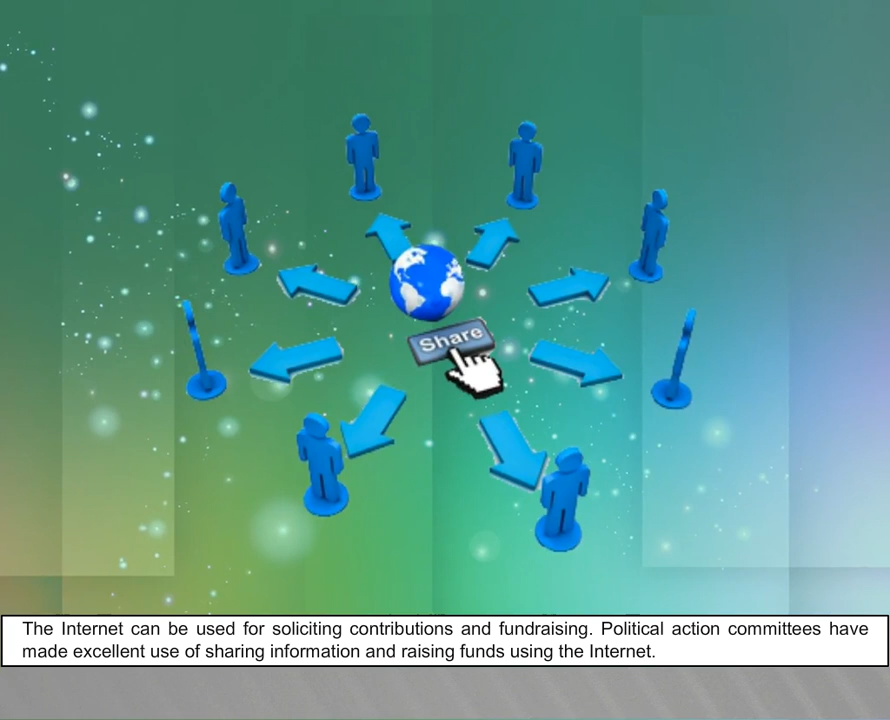 Share
The Internet can be used for soliciting contributions and fundraising. Political action committees have
made excellent use of sharing information and raising funds using the Internet.